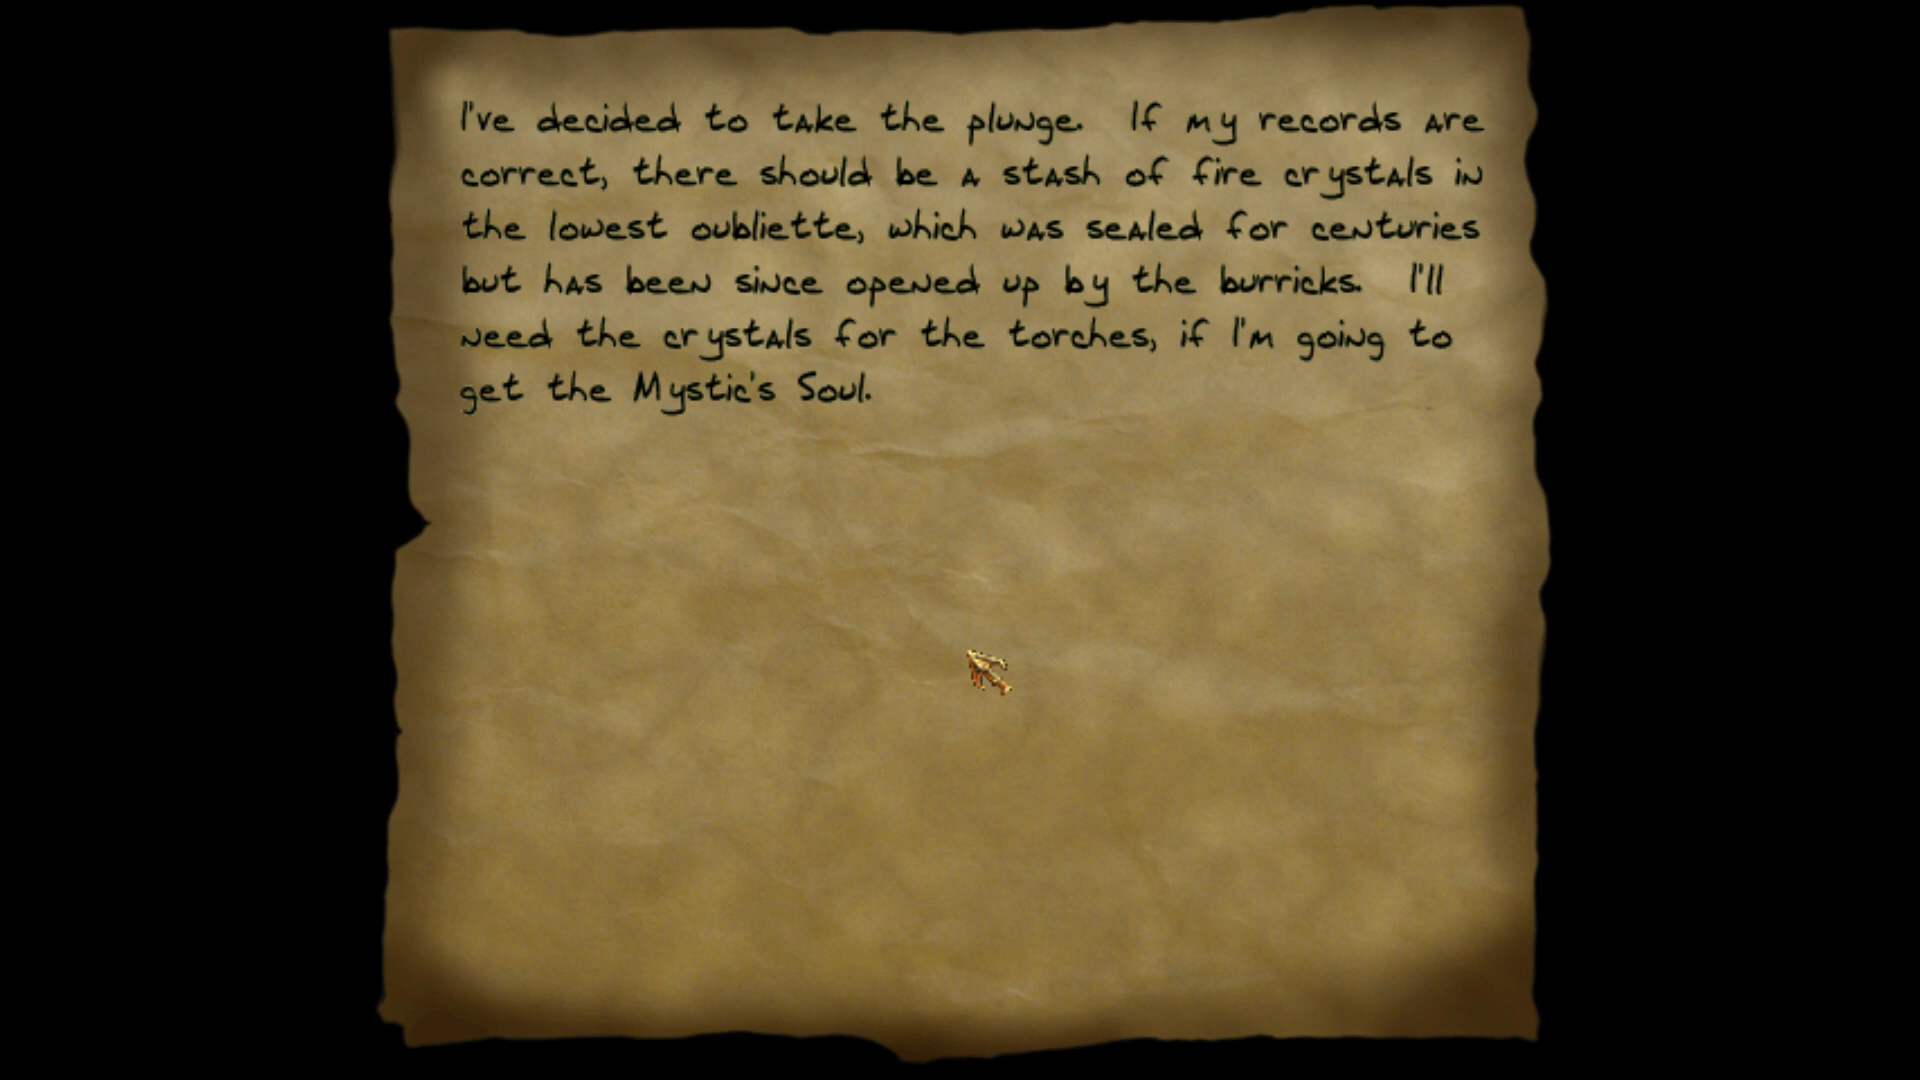 I've decided to take the plunge.  If my records are
correct, there should be a stash of fire crystals in
the lowest oubliette, which was sealed for centuries
but has been since opened up by the burricks.  I'll
need the crystals for the torches, if I'm going to
get the Mystic's Soul.